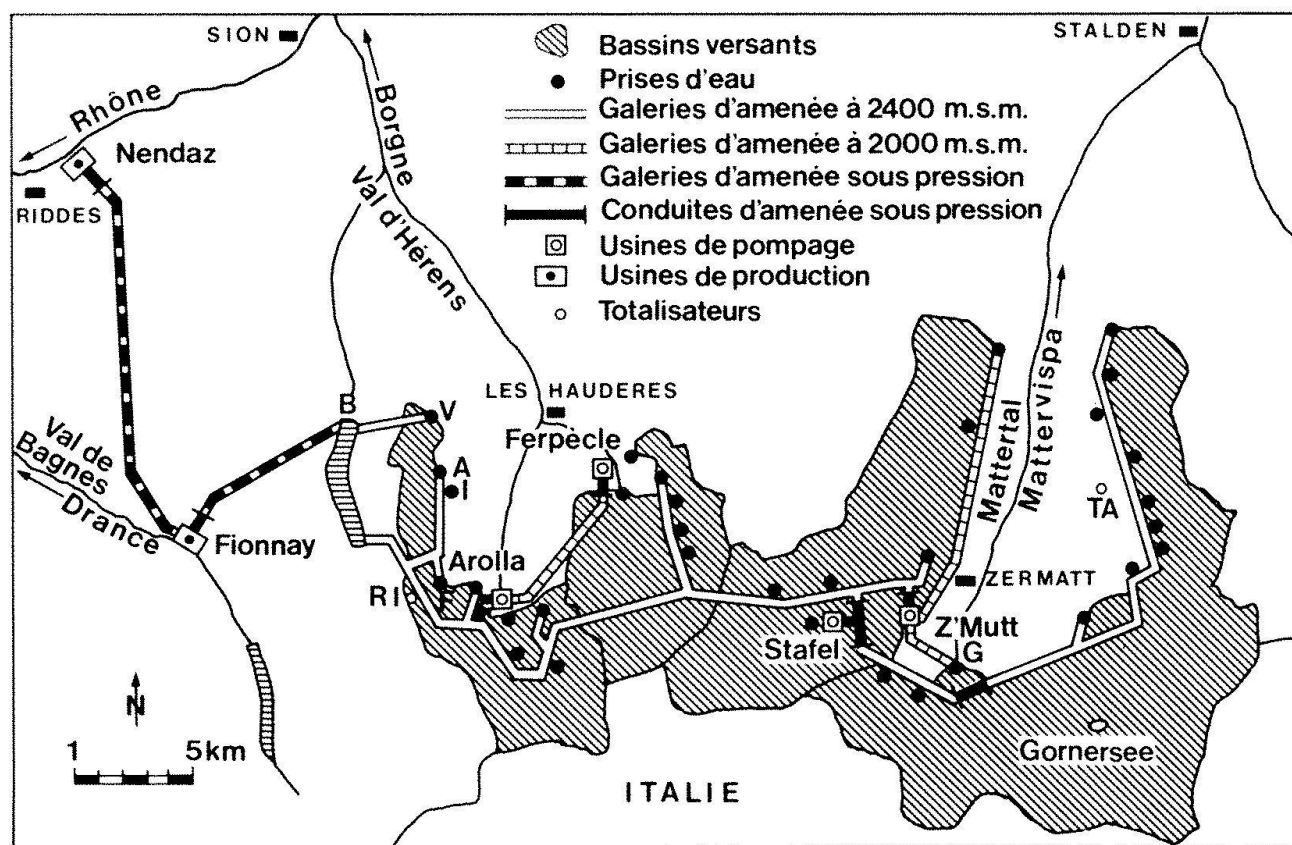 SION
STALDEN
Bassins versants
Prises d'eau
Galeries d'amenée à 2400 m.s.m.
Galeries d'amenée à 2000 m.s.m.
Galeries d'amenée sous pression
Conduites d'amenée sous pression
Usines de pompage
Usines de production
Totalisateurs
Rhône
Nendaz
RIDDES
Borgne
Val d'Hérens
LES HAUDERES
Ferpècle
B
V
A
I
Val de
Bagnes
Drance
Fionnay
Arolla
RI
Mattertal
Mattervispa
TA
ZERMATT
Z'Mutt
Stafel
G
Gornersee
N
1 5km
ITALIE